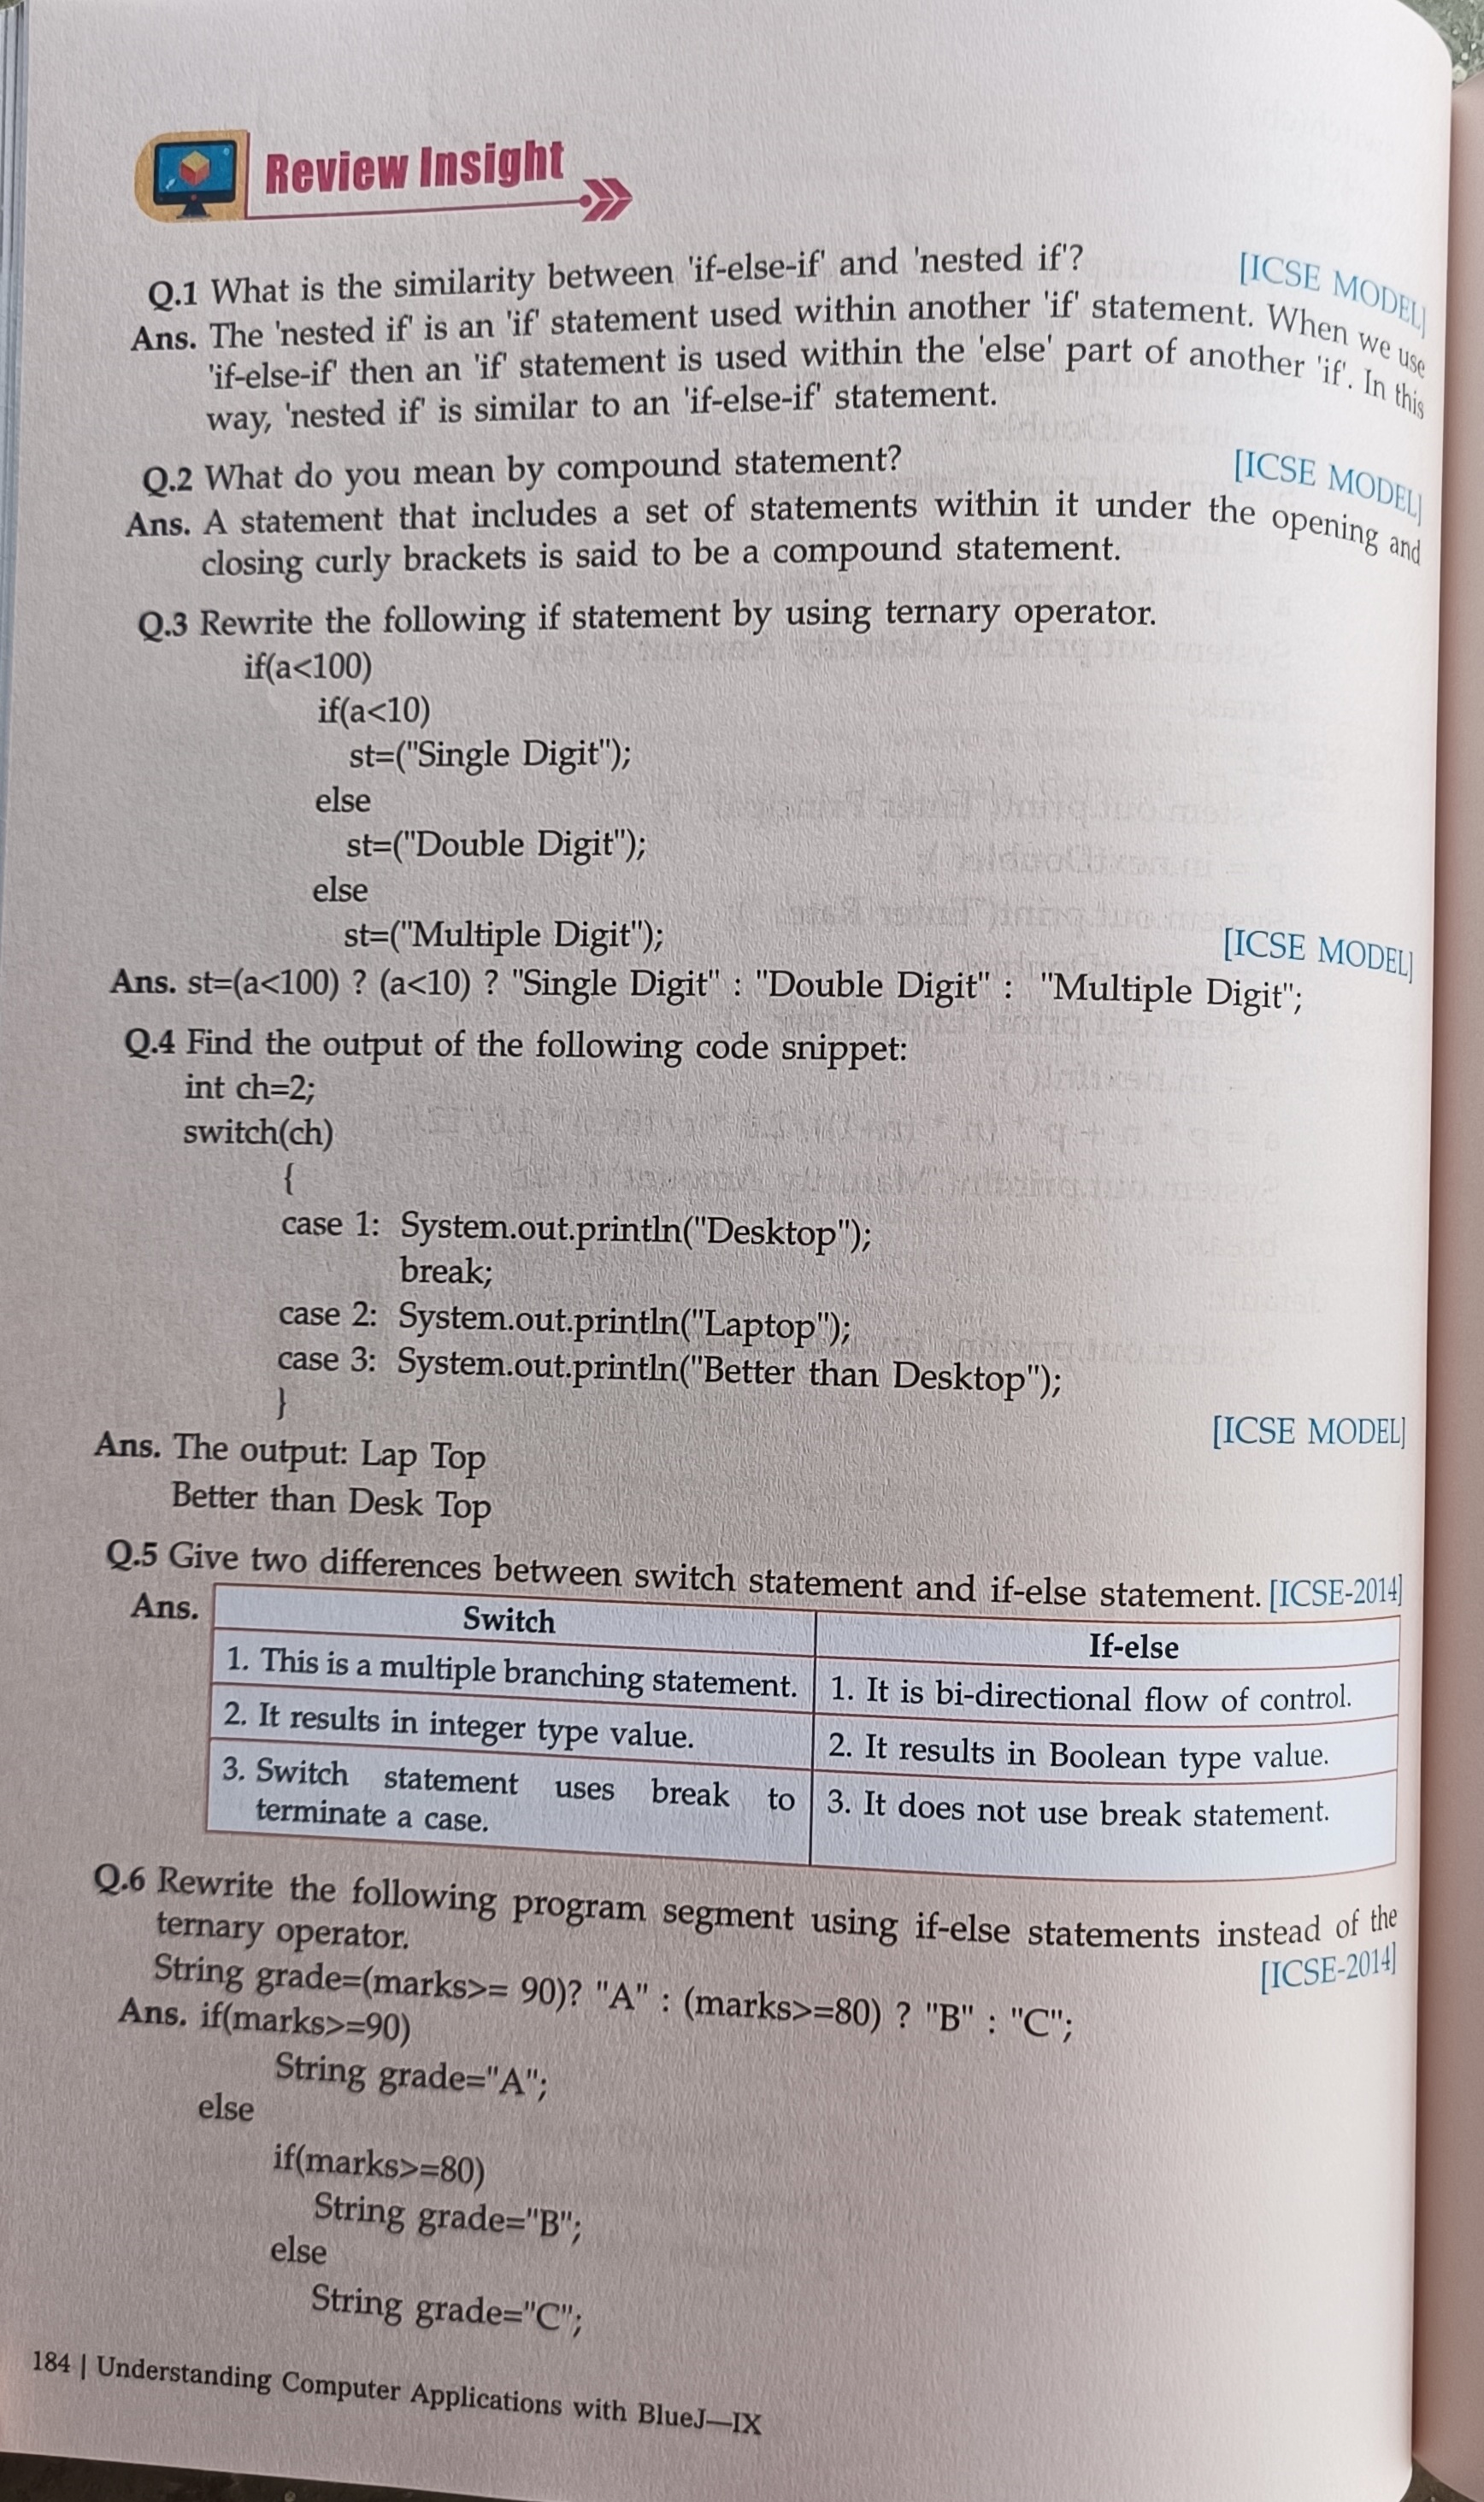 Review Insight
Q.1 What is the similarity between 'if-else-if' and 'nested if'? [ICSE MODEL]
Ans. The 'nested if' is an 'if' statement used within another 'if' statement. When we use
'if-else-if' then an 'if' statement is used within the 'else' part of another 'if'. In this
way, 'nested if' is similar to an 'if-else-if' statement.
Q.2 What do you mean by compound statement? [ICSE MODEL]
Ans. A statement that includes a set of statements within it under the opening and
closing curly brackets is said to be a compound statement.
Q.3 Rewrite the following if statement by using ternary operator.
if(a<100)
if(a<10)
st=("Single Digit");
else
st=("Double Digit");
else
st=("Multiple Digit"); [ICSE MODEL]
Ans. st=(a<100) ? (a<10) ? "Single Digit" : "Double Digit" : "Multiple Digit";
Q.4 Find the output of the following code snippet:
int ch=2;
switch(ch)
{
case 1: System.out.println("Desktop");
break;
case 2: System.out.println("Laptop");
case 3: System.out.println("Better than Desktop");
}
[ICSE MODEL]
Ans. The output: Lap Top
Better than Desk Top
Q.5 Give two differences between switch statement and if-else statement. [ICSE-2014]
Ans. Switch If-else
1. This is a multiple branching statement. 1. It is bi-directional flow of control.
2. It results in integer type value. 2. It results in Boolean type value.
3. Switch statement uses break to 3. It does not use break statement.
terminate a case.
Q.6 Rewrite the following program segment using if-else statements instead of the
ternary operator. [ICSE-2014]
String grade=(marks>= 90)? "A" : (marks>=80) ? "B" : "C";
Ans. if(marks>=90)
String grade="A";
else
if(marks>=80)
String grade="B";
else
String grade="C";
184 | Understanding Computer Applications with BlueJ—IX